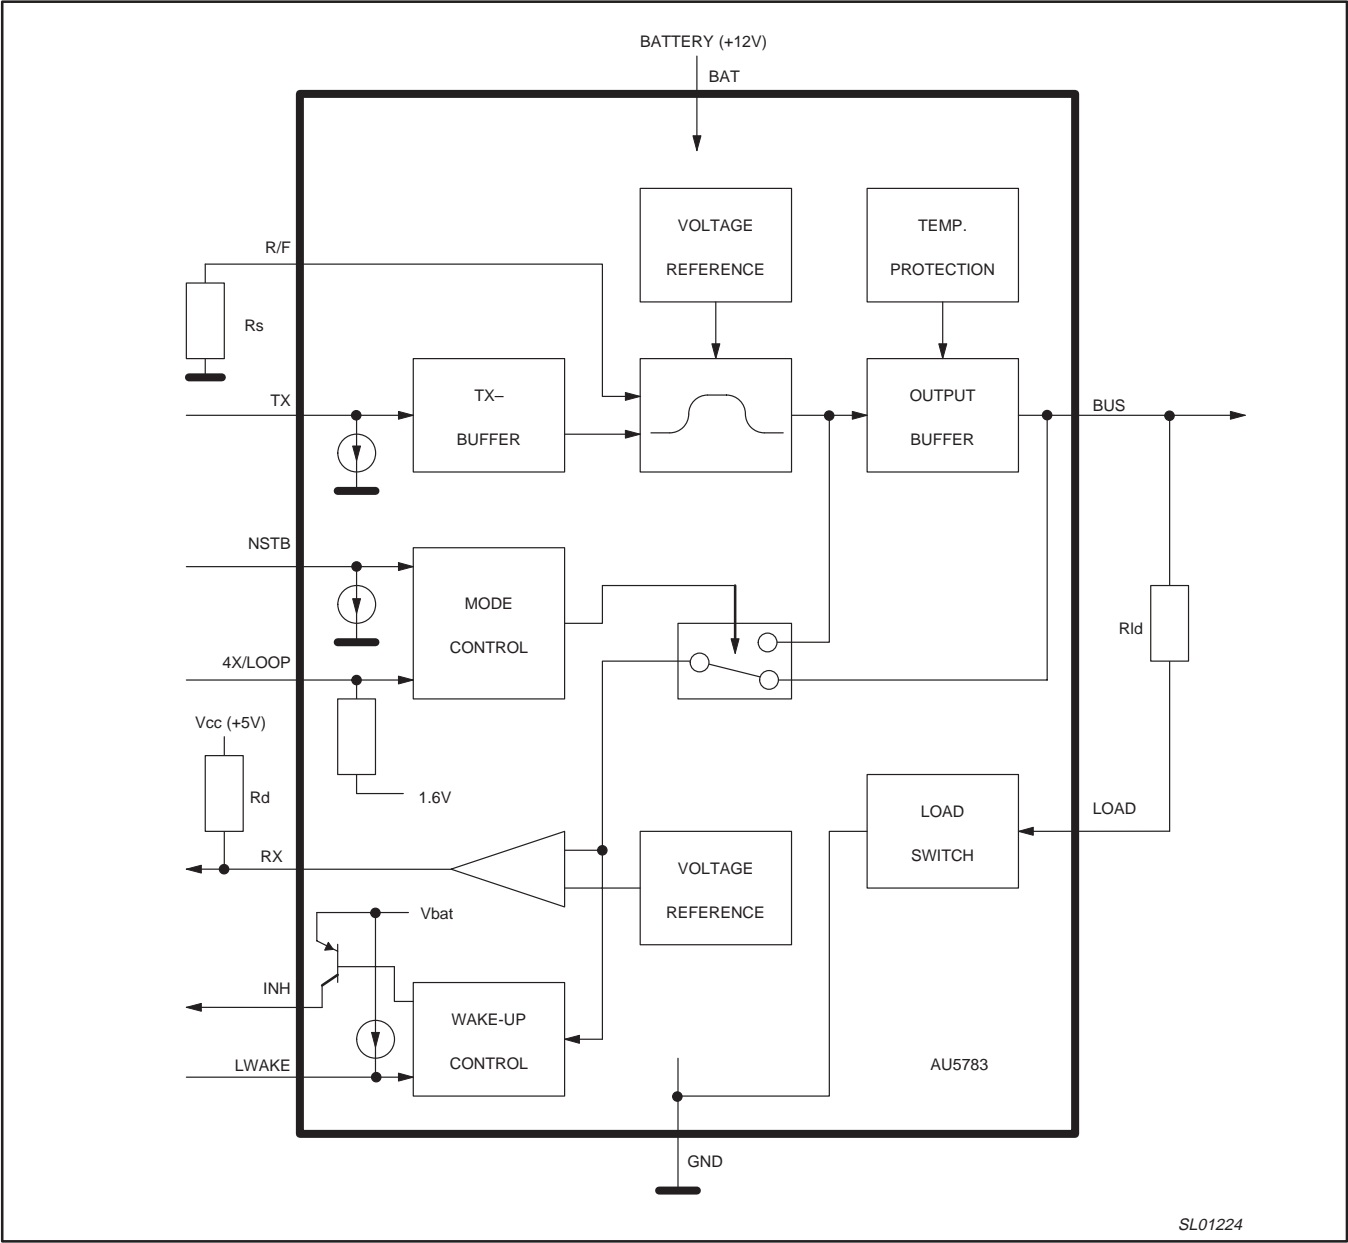 BATTERY (+12V)
BAT
VOLTAGE
REFERENCE
TEMP.
PROTECTION
R/F
Rs
TX
TX–
BUFFER
OUTPUT
BUFFER
BUS
NSTB
MODE
CONTROL
4X/LOOP
Rld
Vcc (+5V)
Rd
1.6V
LOAD
SWITCH
LOAD
RX
VOLTAGE
REFERENCE
Vbat
INH
WAKE-UP
CONTROL
LWAKE
AU5783
GND
SL01224